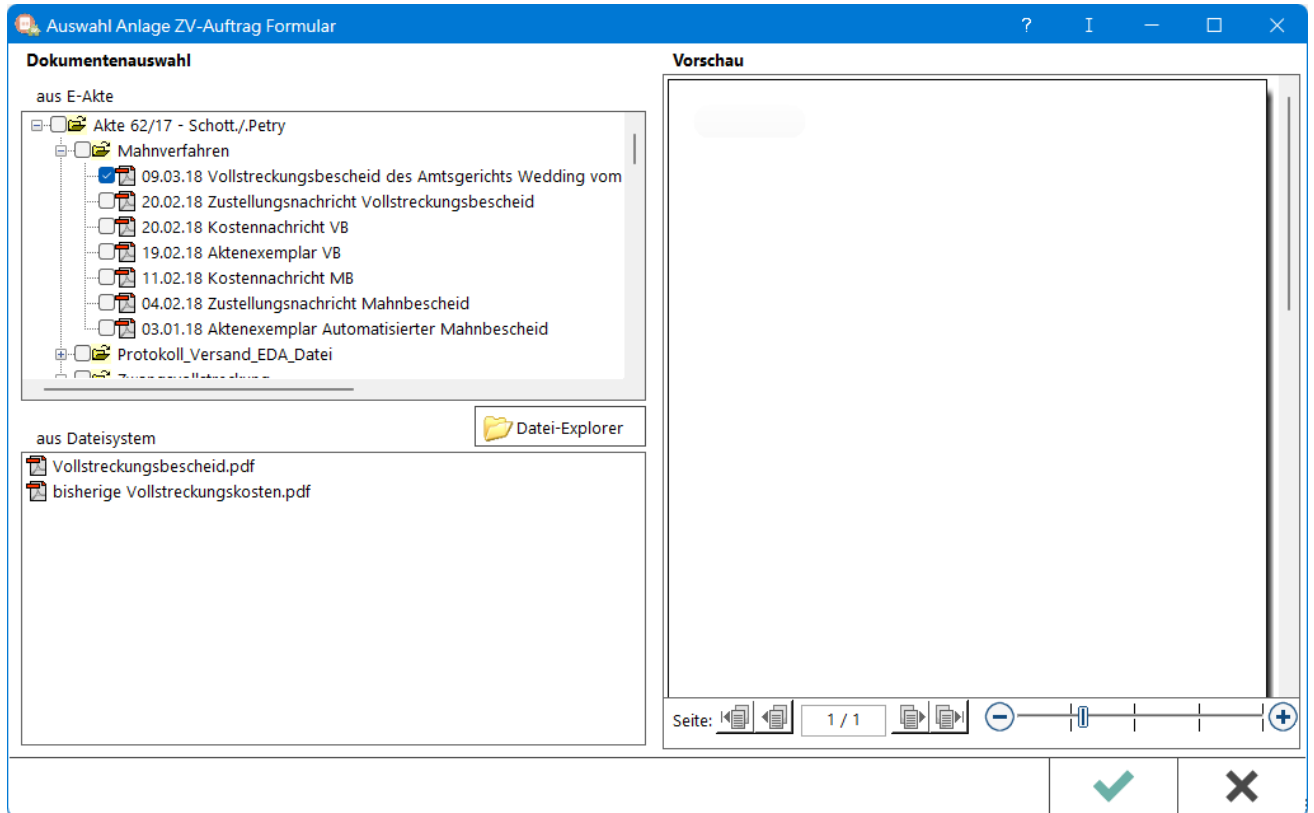 Auswahl Anlage ZV-Auftrag Formular
Dokumentenauswahl
aus E-Akte
Akte 62/17 - Schott./.Petry
Mahnverfahren
09.03.18 Vollstreckungsbescheid des Amtsgerichts Wedding vom
20.02.18 Zustellungsnachricht Vollstreckungsbescheid
20.02.18 Kostennachricht VB
19.02.18 Aktenexemplar VB
11.02.18 Kostennachricht MB
04.02.18 Zustellungsnachricht Mahnbescheid
03.01.18 Aktenexemplar Automatisierter Mahnbescheid
Protokoll_Versand_EDA_Datei
Zwangsvollstreckung
Datei-Explorer
aus Dateisystem
Vollstreckungsbescheid.pdf
bisherige Vollstreckungskosten.pdf
Vorschau
Seite: 1 / 1